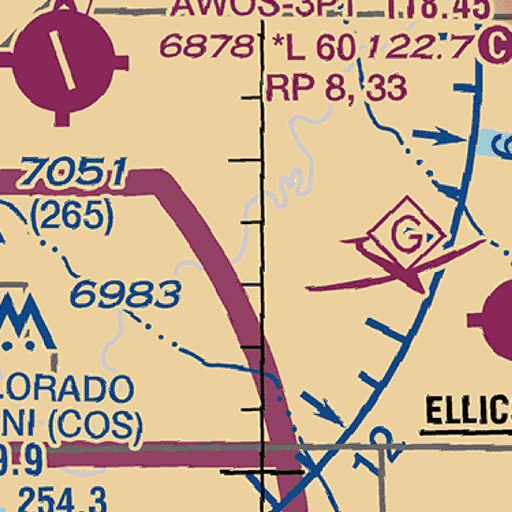 AWOS-3PT 118.45
6878 *L 60 122.7 C
RP 8, 33
7051
(265)
G
6983
LORADO
NI (COS)
9.9
254.3
ELLIC
12